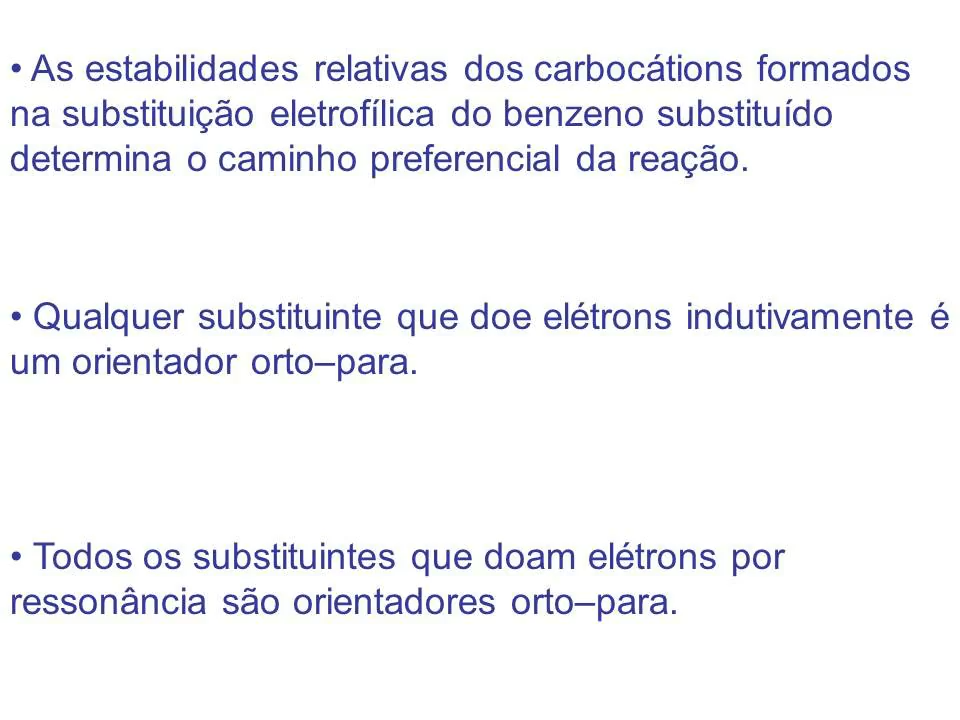 • As estabilidades relativas dos carbocátions formados
na substituição eletrofílica do benzeno substituído
determina o caminho preferencial da reação.
• Qualquer substituinte que doe elétrons indutivamente é
um orientador orto–para.
• Todos os substituintes que doam elétrons por
ressonância são orientadores orto–para.